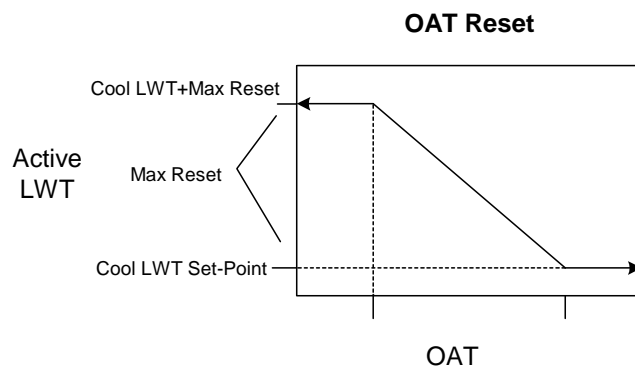 OAT Reset
Cool LWT+Max Reset
Active
LWT
Max Reset
Cool LWT Set-Point
OAT